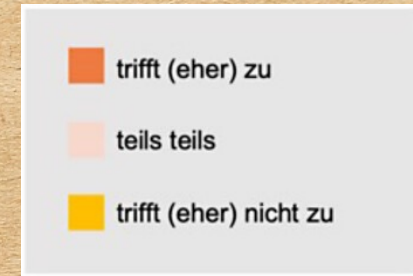 trifft (eher) zu
teils teils
trifft (eher) nicht zu